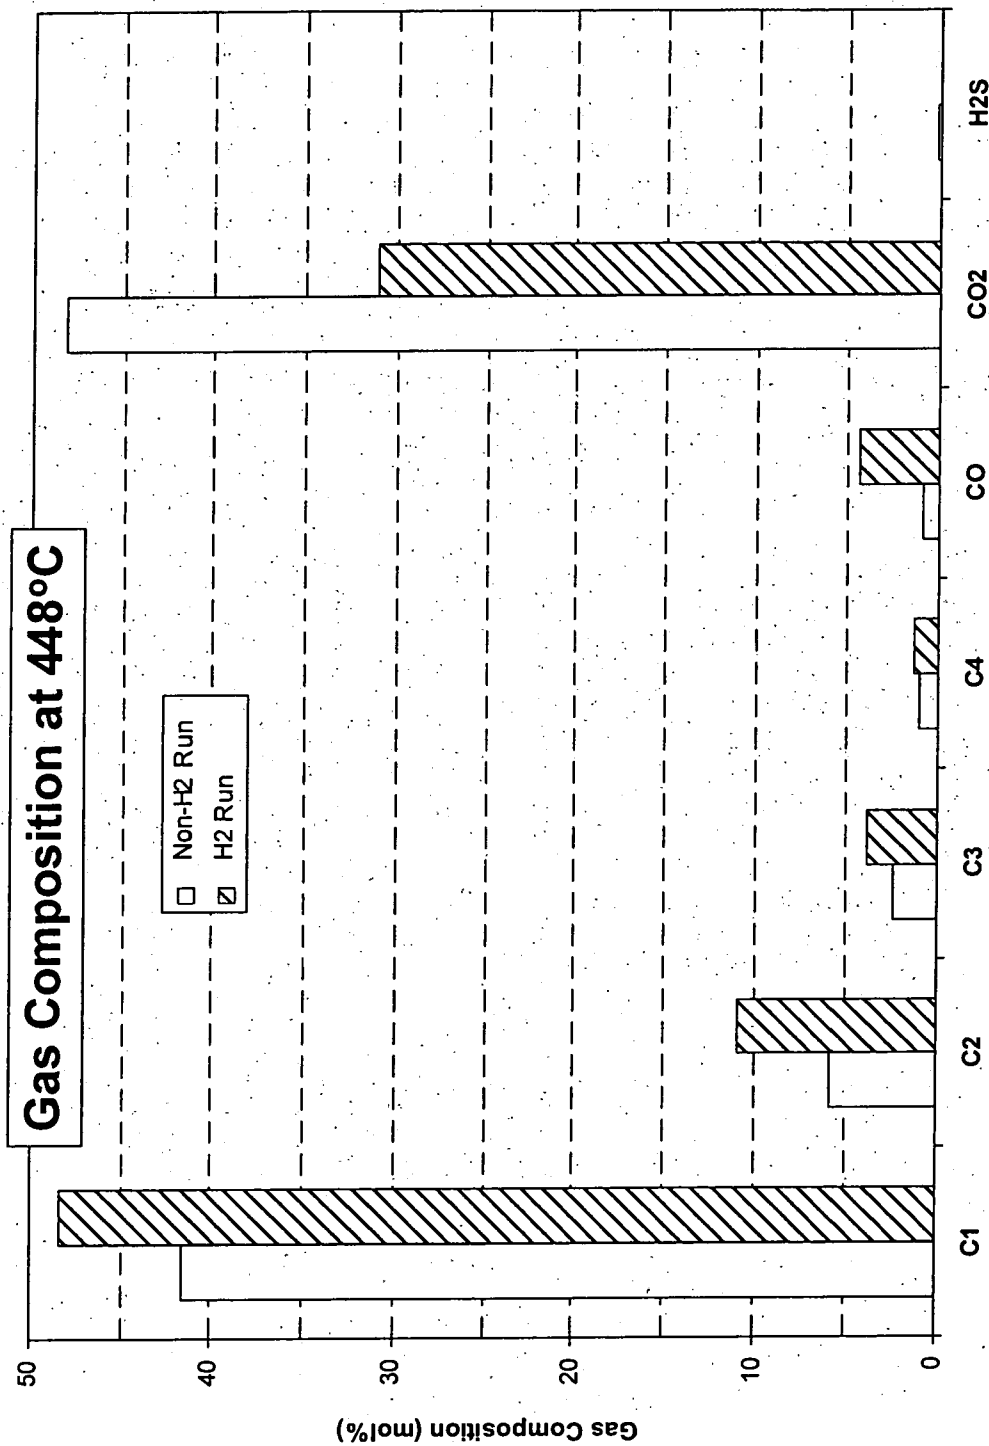 Gas Composition at 448°C
Non-H2 Run
H2 Run
Gas Composition (mol%)
50
40
30
20
10
0
C1
C2
C3
C4
CO
CO2
H2S